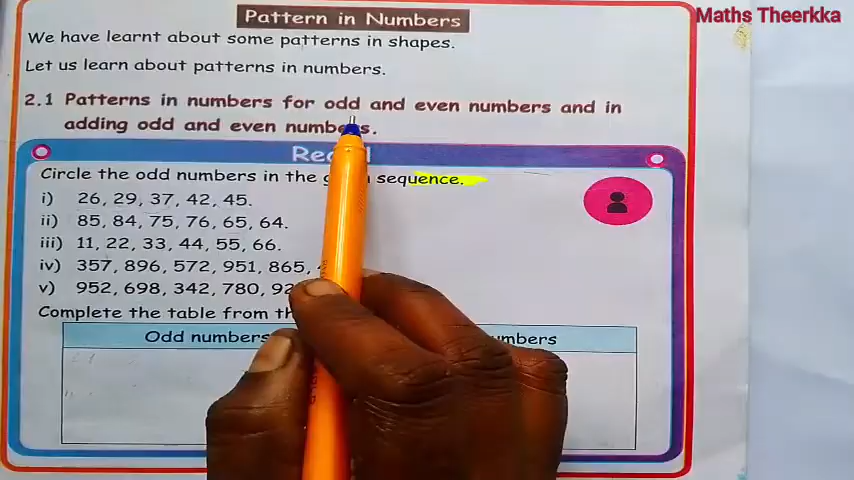 Maths Theerkka
Pattern in Numbers
We have learnt about some patterns in shapes.
Let us learn about patterns in numbers.
2.1 Patterns in numbers for odd and even numbers and in
adding odd and even numbers.
Circle the odd numbers in the sequence.
i) 26, 29, 37, 42, 45.
ii) 85, 84, 75, 76, 65, 64.
iii) 11, 22, 33, 44, 55, 66.
iv) 357, 896, 572, 951, 865,
v) 952, 698, 342, 780,
Complete the table from
Odd numbers